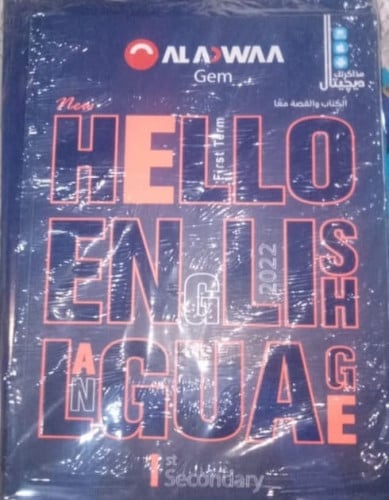 AL ADWAA
Gem
مذاكرتك
ديجيتال
الكتاب والقصة معًا
New
HELLO
First Term
ENGLISH
2022
LANGUAGE
1st Secondary